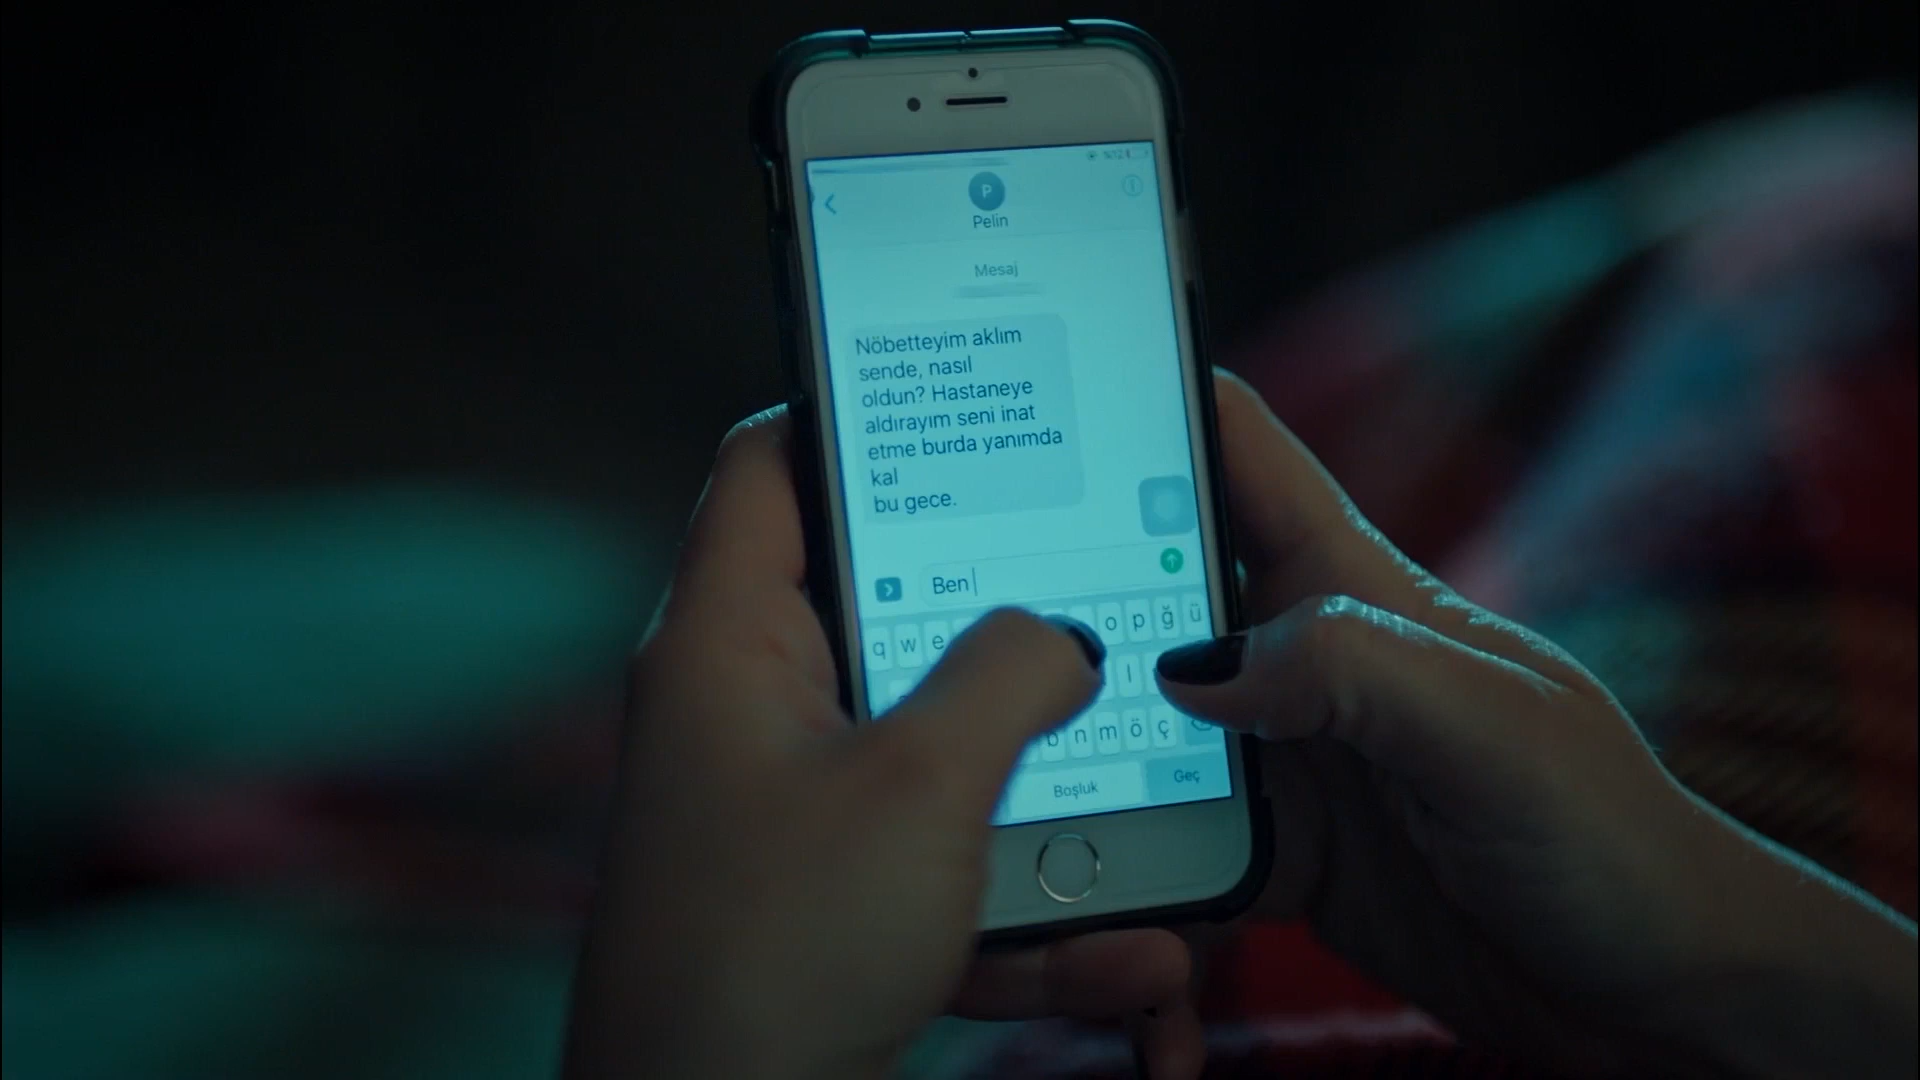 P
Pelin
Mesaj
Nöbetteyim aklım
sende, nasıl
oldun? Hastaneye
aldırayım seni inat
etme burda yanımda
kal
bu gece.
Ben
q w e o p ğ ü
l
b n m ö ç
Boşluk Geç